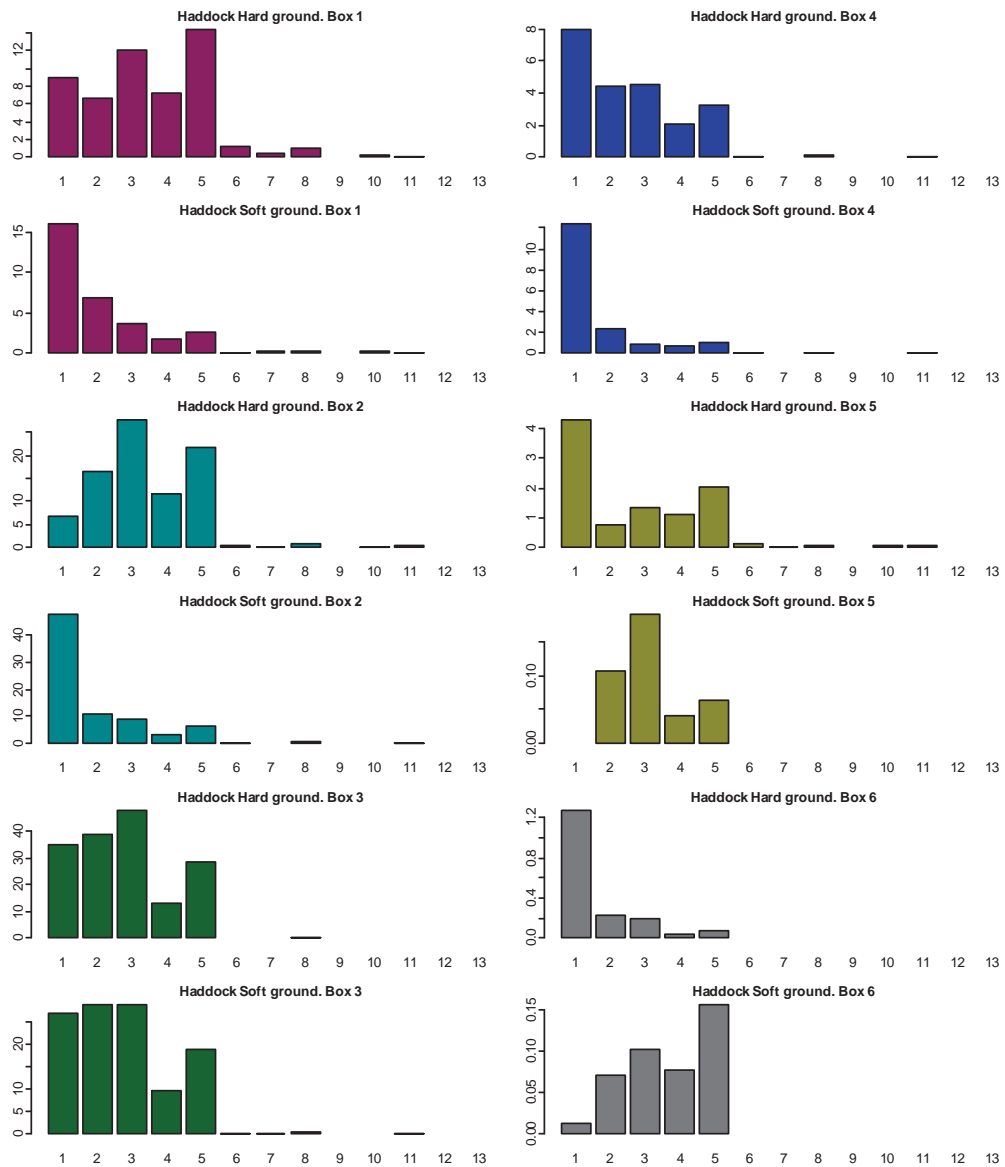 Haddock Hard ground. Box 1
12
8
6
4
2
0
1 2 3 4 5 6 7 8 9 10 11 12 13
Haddock Soft ground. Box 1
15
10
5
0
1 2 3 4 5 6 7 8 9 10 11 12 13
Haddock Hard ground. Box 2
20
10
5
0
1 2 3 4 5 6 7 8 9 10 11 12 13
Haddock Soft ground. Box 2
40
30
20
10
0
1 2 3 4 5 6 7 8 9 10 11 12 13
Haddock Hard ground. Box 3
40
30
20
10
0
1 2 3 4 5 6 7 8 9 10 11 12 13
Haddock Soft ground. Box 3
20
10
5
0
1 2 3 4 5 6 7 8 9 10 11 12 13
Haddock Hard ground. Box 4
8
6
4
2
0
1 2 3 4 5 6 7 8 9 10 11 12 13
Haddock Soft ground. Box 4
10
8
6
4
2
0
1 2 3 4 5 6 7 8 9 10 11 12 13
Haddock Hard ground. Box 5
4
3
2
1
0
1 2 3 4 5 6 7 8 9 10 11 12 13
Haddock Soft ground. Box 5
0.10
0.00
1 2 3 4 5 6 7 8 9 10 11 12 13
Haddock Hard ground. Box 6
1.2
0.8
0.4
0.0
1 2 3 4 5 6 7 8 9 10 11 12 13
Haddock Soft ground. Box 6
0.15
0.10
0.05
0.00
1 2 3 4 5 6 7 8 9 10 11 12 13